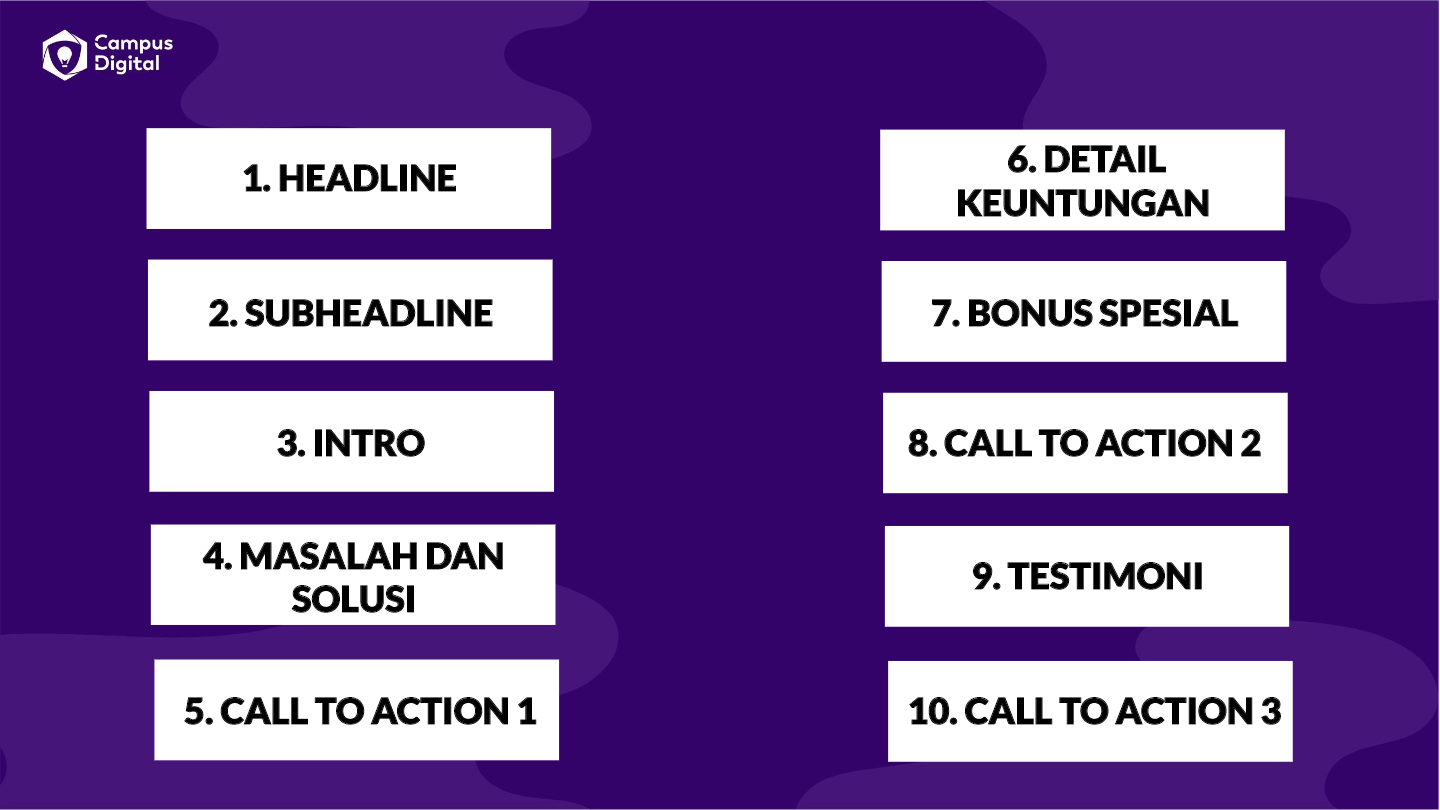 Campus
Digital
1. HEADLINE
2. SUBHEADLINE
3. INTRO
4. MASALAH DAN
SOLUSI
5. CALL TO ACTION 1
6. DETAIL
KEUNTUNGAN
7. BONUS SPESIAL
8. CALL TO ACTION 2
9. TESTIMONI
10. CALL TO ACTION 3